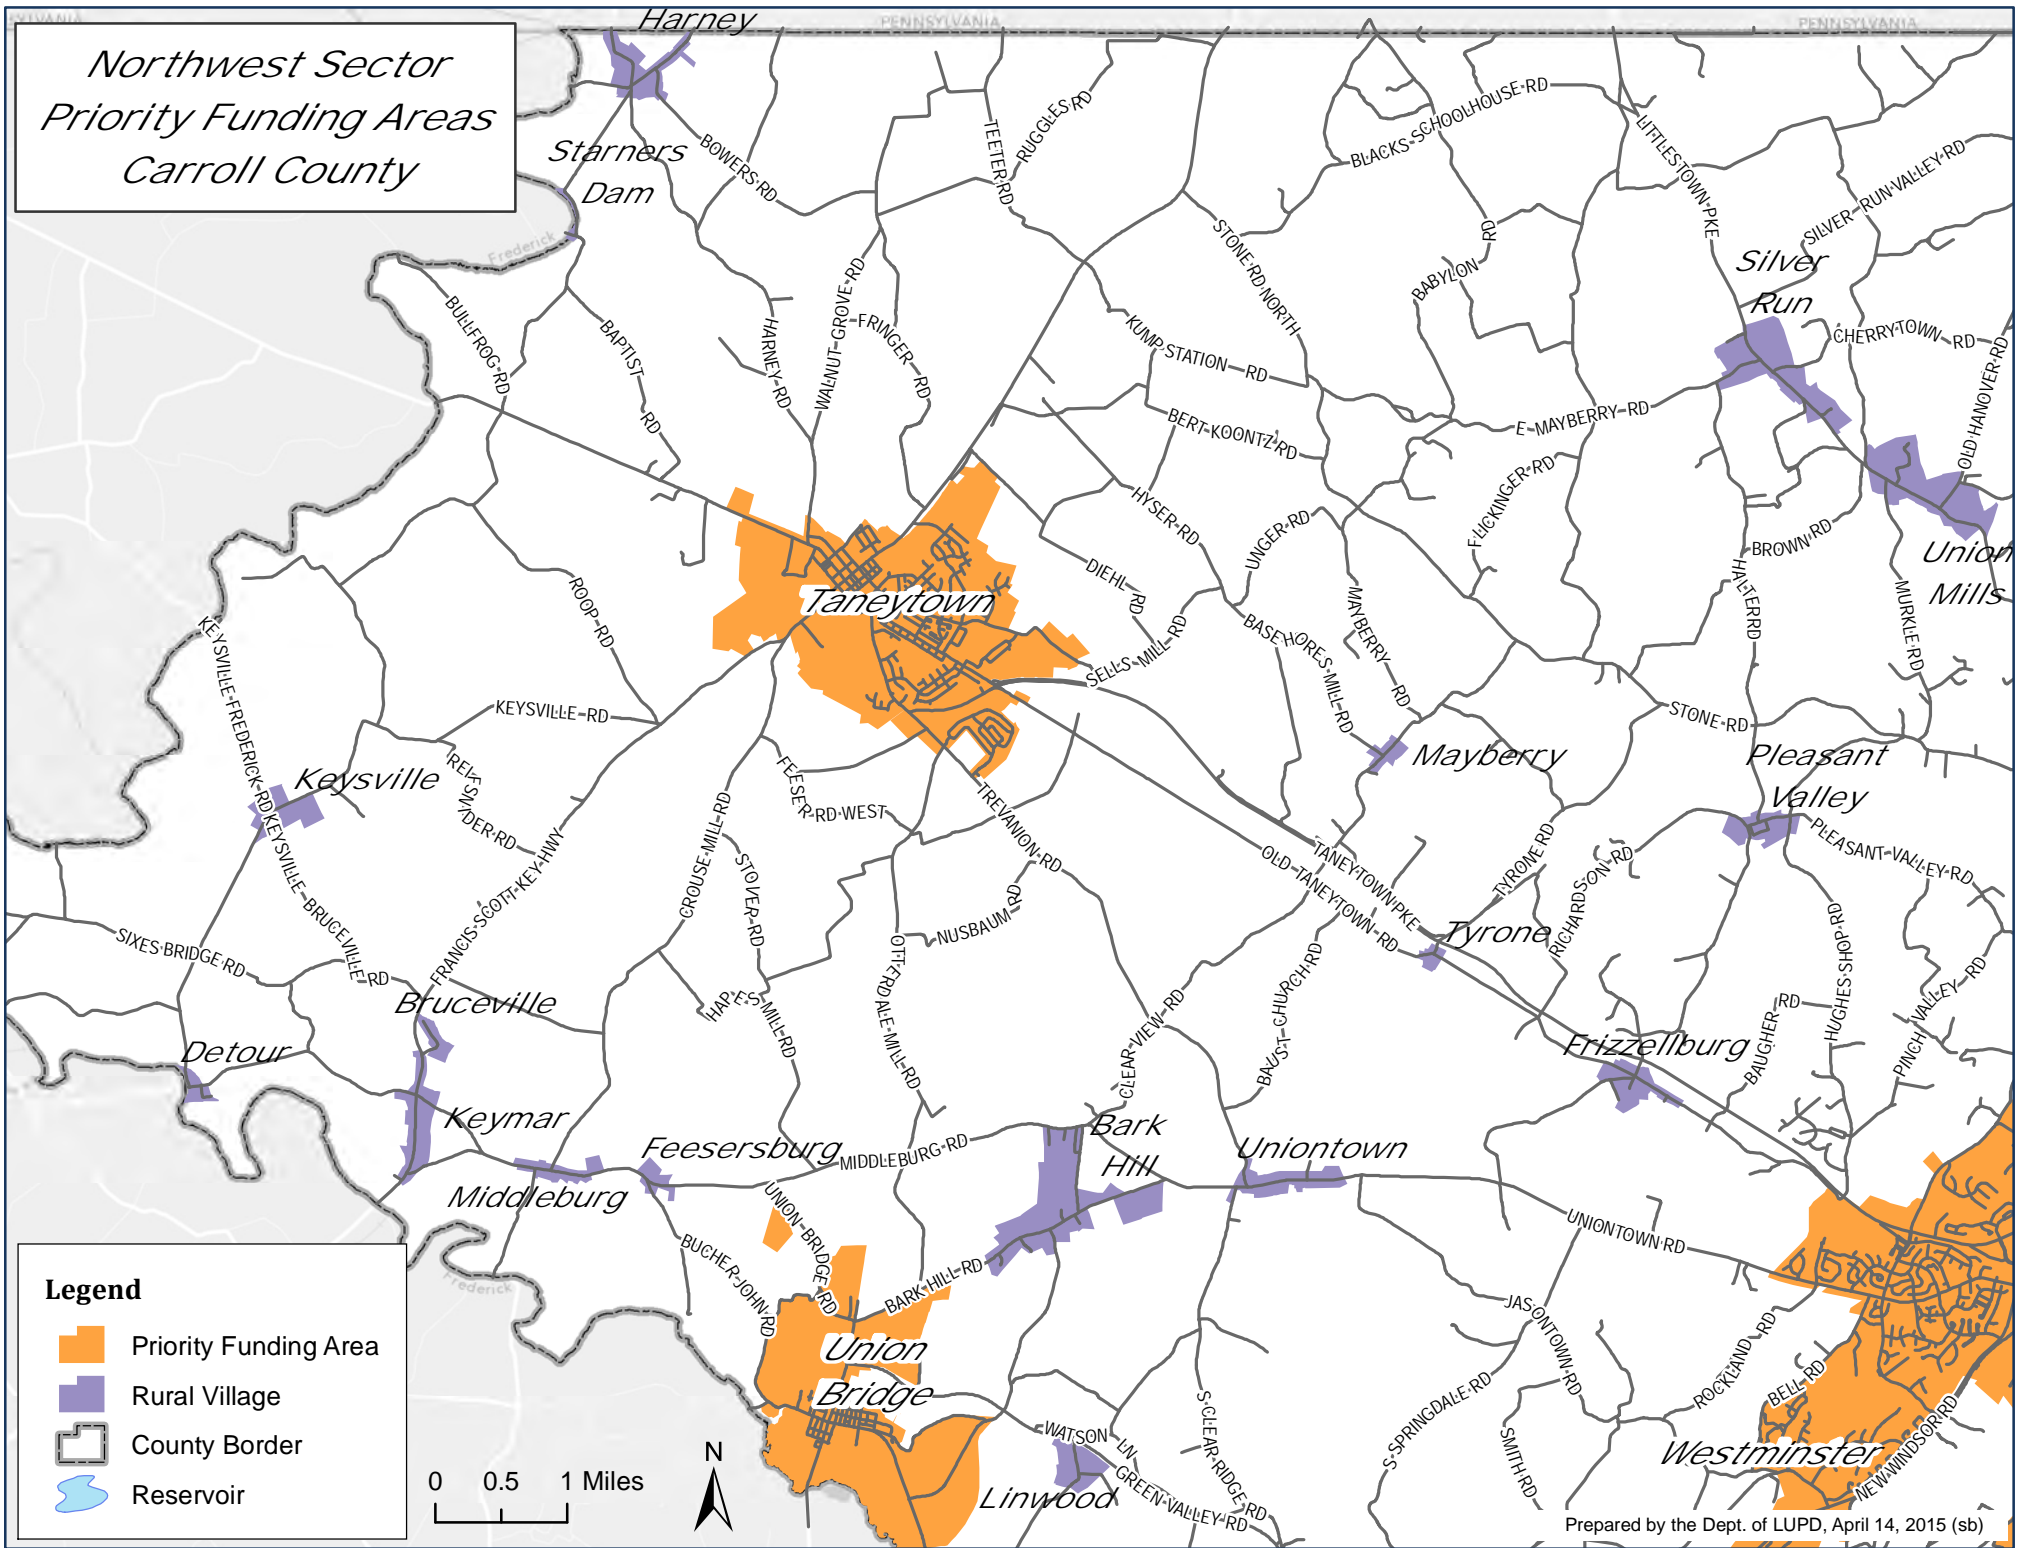 SYLVANIA
PENNSYLVANIA
PENNSYLVANIA
Northwest Sector
Priority Funding Areas
Carroll County
Harney
Starners
Dam
Frederick
BOWERS RD
TEETER RD
RUGGLES RD
BLACKS SCHOOLHOUSE RD
LITTLESTOWN PKE
SILVER RUN VALLEY RD
Silver
Run
STONE RD NORTH
BABYLON
RD
BULLFROG RD
BAPTIST
RD
HARNEY RD
WALNUT GROVE RD
FRINGER RD
KUMP STATION RD
CHERRYTOWN RD
OLD HANOVER RD
BERT KOONTZ RD
E MAYBERRY RD
FLICKINGER RD
HYSER RD
UNGER RD
BROWN RD
Union
Mills
DIEHL
RD
MAYBERRY
RD
HALTER RD
MURKLE RD
Taneytown
ROOP RD
KEYSVILLE-FREDERICK RD
SELLS MILL RD
BASEHORES MILL RD
KEYSVILLE RD
STONE RD
Keysville
REIFSNIDER RD
FEESER RD WEST
Mayberry
Pleasant
Valley
PLEASANT VALLEY RD
KEYSVILLE BRUCEVILLE RD
FRANCIS SCOTT KEY HWY
CROUSE MILL RD
STOVER RD
TREVANION RD
OLD TANEYTOWN RD
TANEYTOWN PKE
TYRONE RD
RICHARDSON RD
NUSBAUM RD
Tyrone
HUGHES SHOP RD
SIXES BRIDGE RD
OTTERDALE MILL RD
BAUST CHURCH RD
CLEAR VIEW RD
PINCH VALLEY RD
BAUGHER
RD
Bruceville
HAPES MILL RD
Detour
Frizzellburg
Keymar
Feesersburg
MIDDLEBURG RD
Bark
Hill
Uniontown
Middleburg
UNION BRIDGE RD
UNIONTOWN RD
BUCHER JOHN RD
BARK HILL RD
Frederick
JASONTOWN RD
ROCKLAND RD
BELL RD
Union
Bridge
S SPRINGDALE RD
SMITH RD
S CLEAR RIDGE RD
WATSON LN
GREEN VALLEY RD
Linwood
Westminster
NEW WINDSOR RD
Legend
Priority Funding Area
Rural Village
County Border
Reservoir
N
0 0.5 1 Miles
Prepared by the Dept. of LUPD, April 14, 2015 (sb)